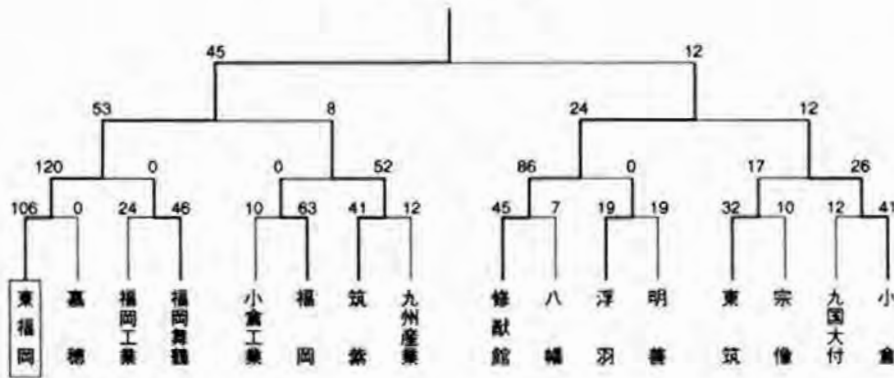 45 12
53 8 24 12
120 0 0 52 86 0 17 26
106 0 24 46 10 63 41 12 45 7 19 19 32 10 12 41
東福岡
嘉穂
福岡工業
福岡舞鶴
小倉工業
福岡
筑紫
九州産業
修猷館
八幡
浮羽
明善
東筑
宗像
九国大付
小倉